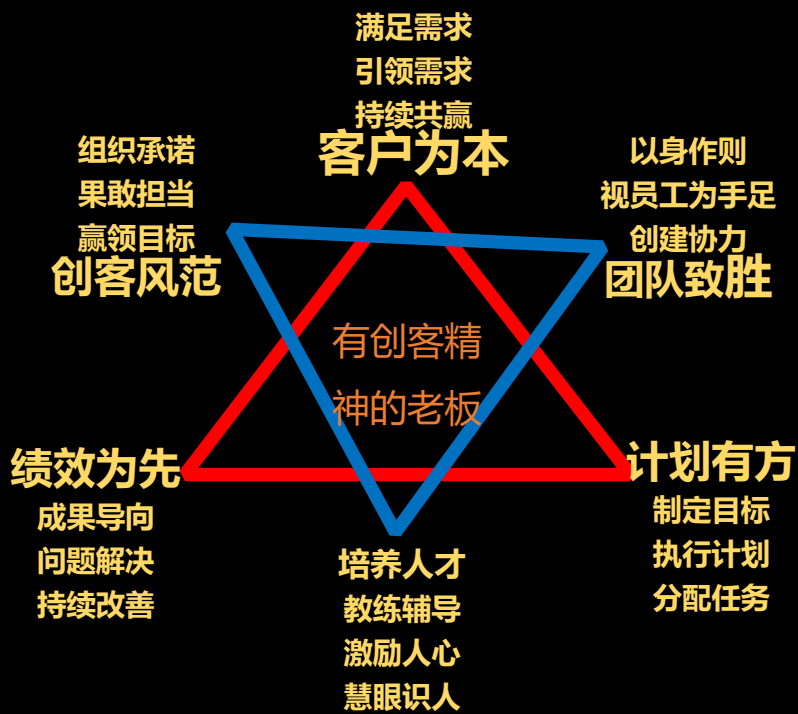 满足需求
引领需求
持续共赢
客户为本
组织承诺
果敢担当
赢领目标
创客风范
以身作则
视员工为手足
创建协力
团队致胜
有创客精
神的老板
绩效为先
成果导向
问题解决
持续改善
计划有方
制定目标
执行计划
分配任务
培养人才
教练辅导
激励人心
慧眼识人